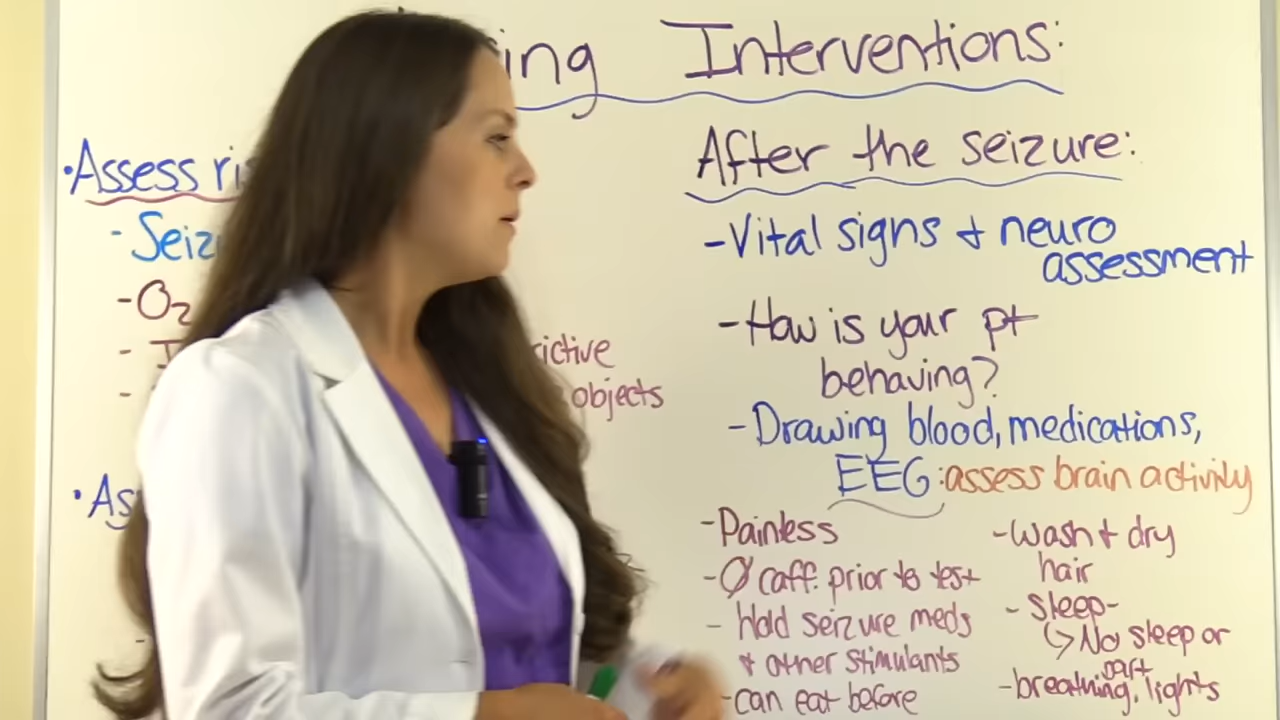 ing Interventions:
·Assess ri
- Seiz
- O₂
ictive
objects
· As
After the seizure:
-Vital signs + neuro
assessment
-How is your pt
behaving?
-Drawing blood, medications,
EEG: assess brain activity
-Painless
-Ø caff. prior to test
- Hold seizure meds
+ other stimulants
-can eat before
-wash + dry
hair
- Sleep-
↳ No sleep or
part
-breathing, lights